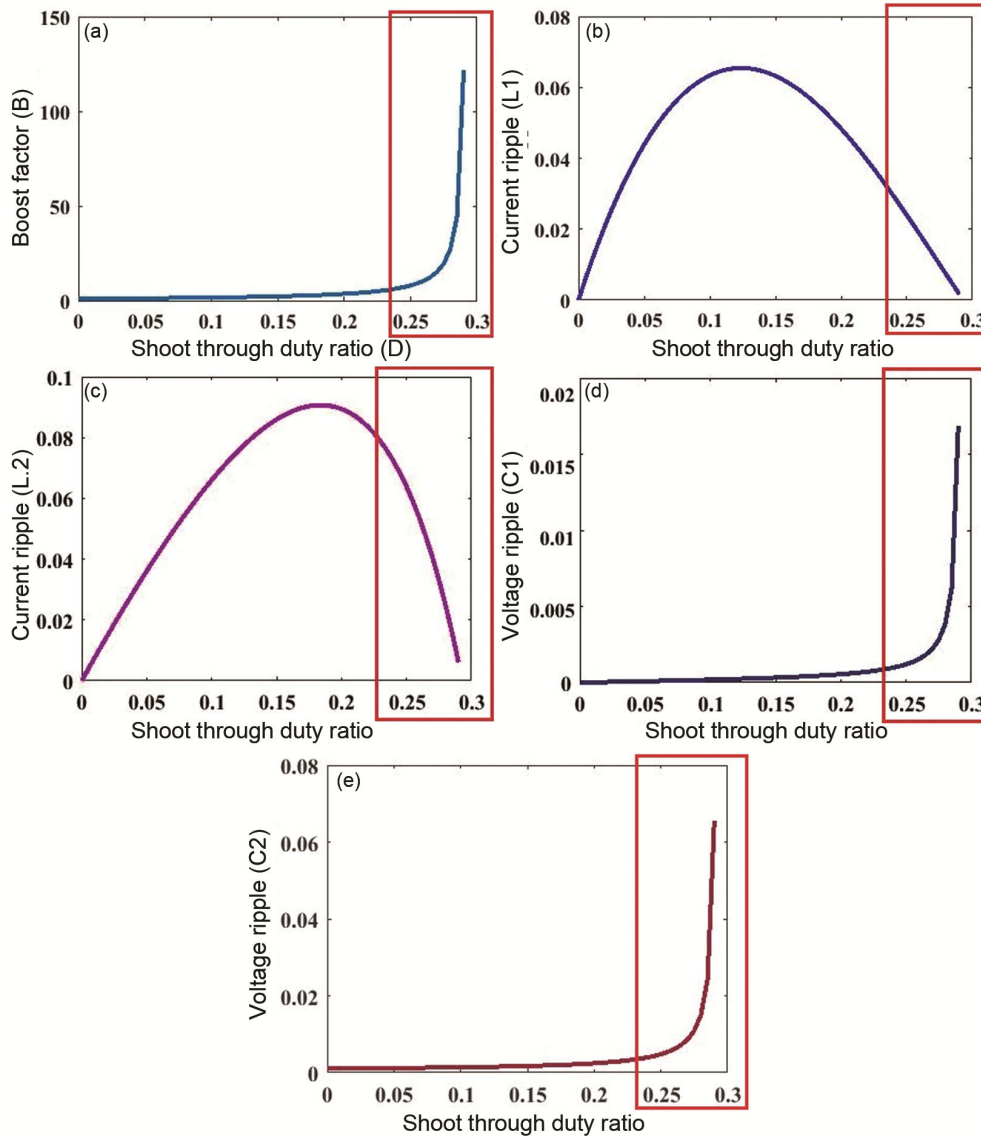 (a)
Boost factor (B)
150
100
50
0
0 0.05 0.1 0.15 0.2 0.25 0.3
Shoot through duty ratio (D)
(b)
Current ripple (L1)
0.08
0.06
0.04
0.02
0
0 0.05 0.1 0.15 0.2 0.25 0.3
Shoot through duty ratio
(c)
Current ripple (L.2)
0.1
0.08
0.06
0.04
0.02
0
0 0.05 0.1 0.15 0.2 0.25 0.3
Shoot through duty ratio
(d)
Voltage ripple (C1)
0.02
0.015
0.01
0.005
0
0 0.05 0.1 0.15 0.2 0.25 0.3
Shoot through duty ratio
(e)
Voltage ripple (C2)
0.08
0.06
0.04
0.02
0
0 0.05 0.1 0.15 0.2 0.25 0.3
Shoot through duty ratio